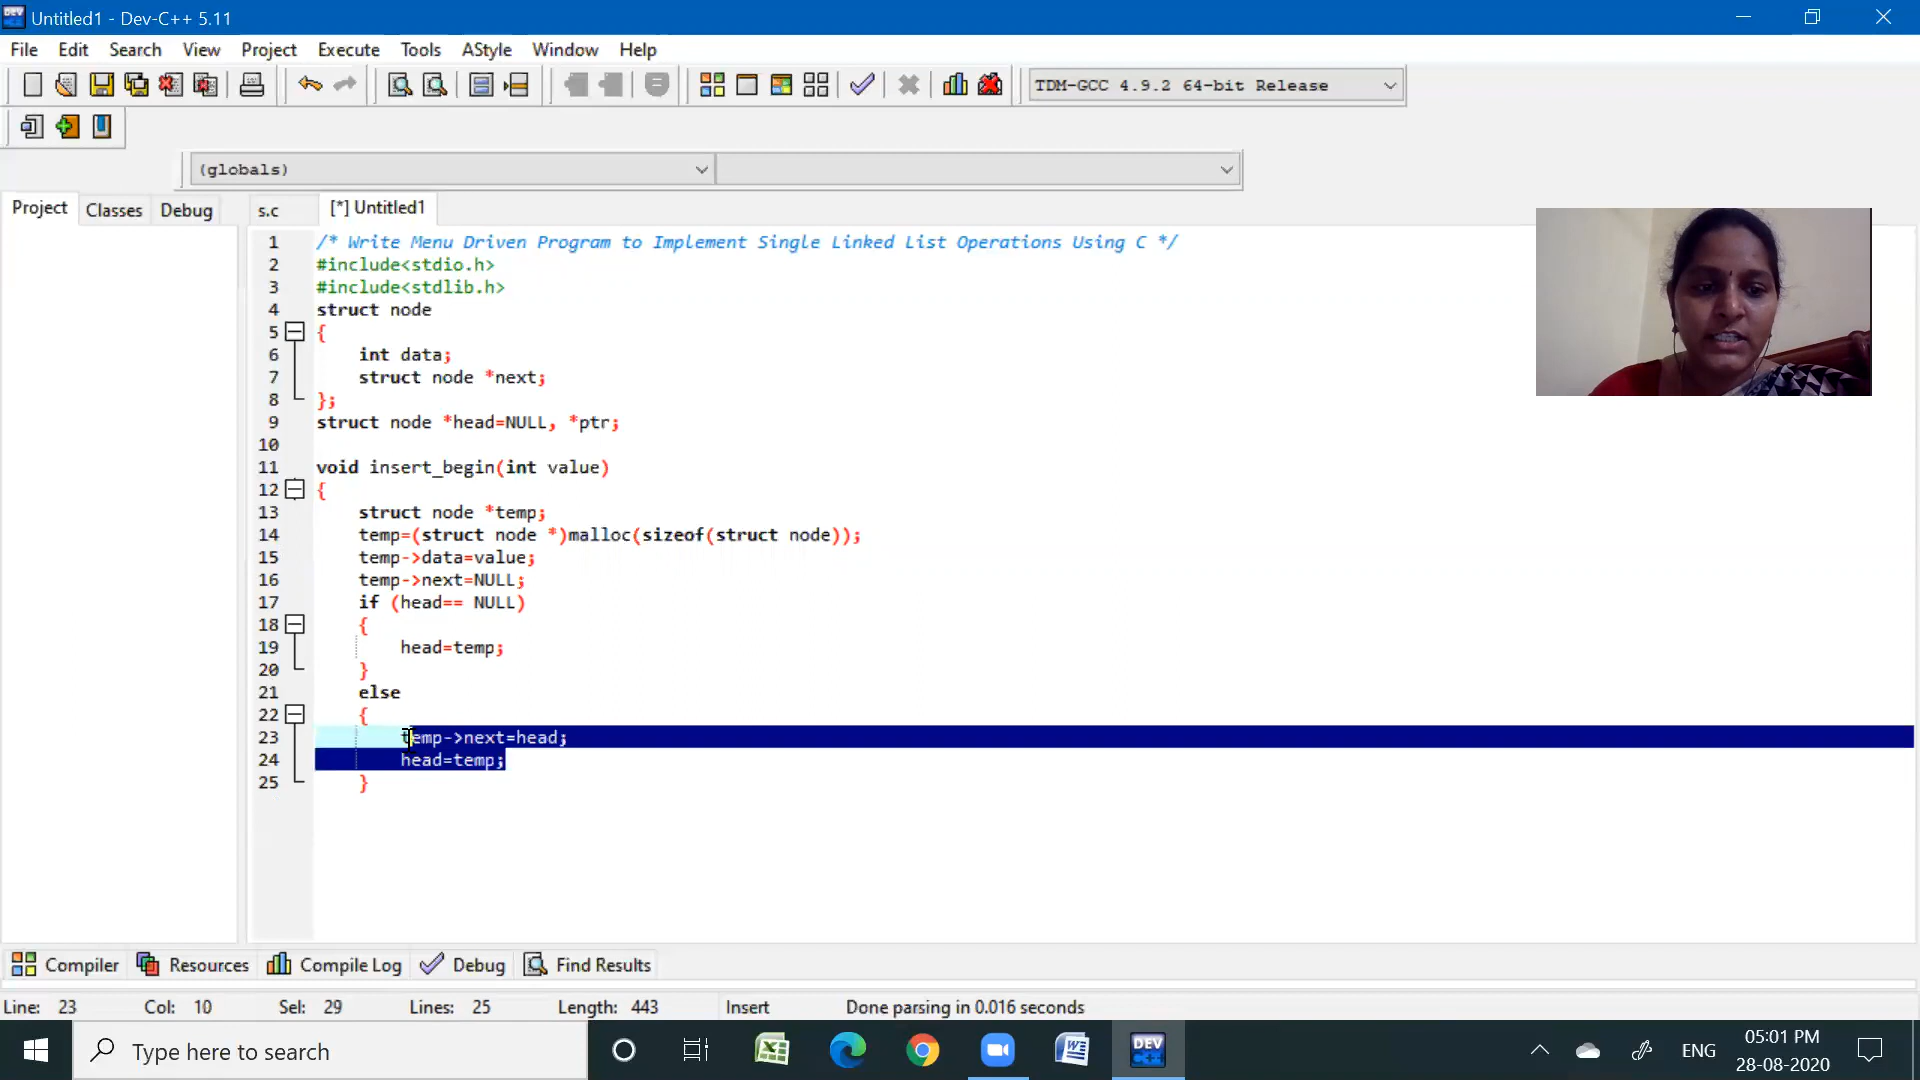 Untitled1 - Dev-C++ 5.11
File Edit Search View Project Execute Tools AStyle Window Help
TDM-GCC 4.9.2 64-bit Release
(globals)
Project Classes Debug s.c [*] Untitled1
1 /* Write Menu Driven Program to Implement Single Linked List Operations Using C */
2 #include<stdio.h>
3 #include<stdlib.h>
4 struct node
5 {
6 int data;
7 struct node *next;
8 };
9 struct node *head=NULL, *ptr;
10
11 void insert_begin(int value)
12 {
13 struct node *temp;
14 temp=(struct node *)malloc(sizeof(struct node));
15 temp->data=value;
16 temp->next=NULL;
17 if (head== NULL)
18 {
19 head=temp;
20 }
21 else
22 {
23 temp->next=head;
24 head=temp;
25 }
Compiler Resources Compile Log Debug Find Results
Line: 23 Col: 10 Sel: 29 Lines: 25 Length: 443 Insert Done parsing in 0.016 seconds
Type here to search
DEV C++
ENG
05:01 PM
28-08-2020